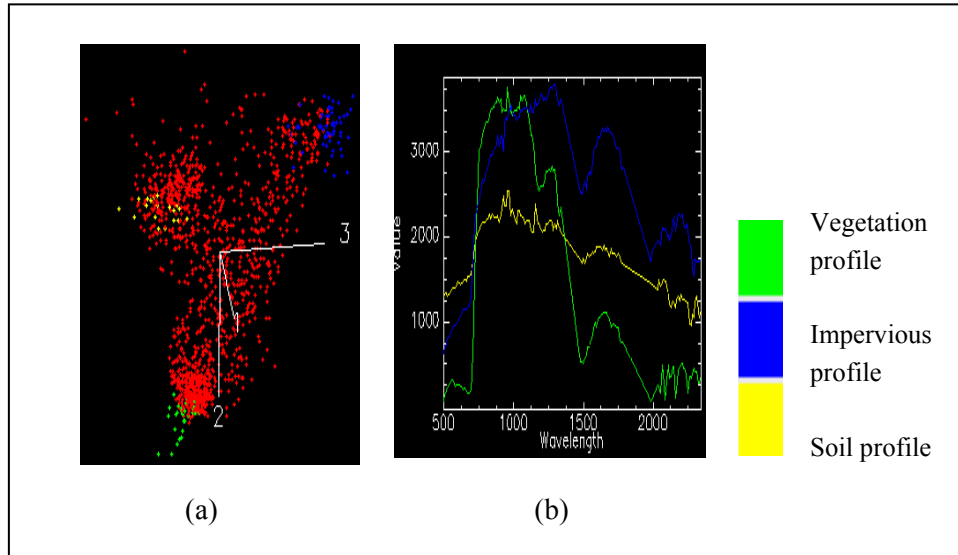 3
1
2
3000
2000
1000
Value
500
1000
1500
2000
Wavelength
Vegetation
profile
Impervious
profile
Soil profile
(a)
(b)